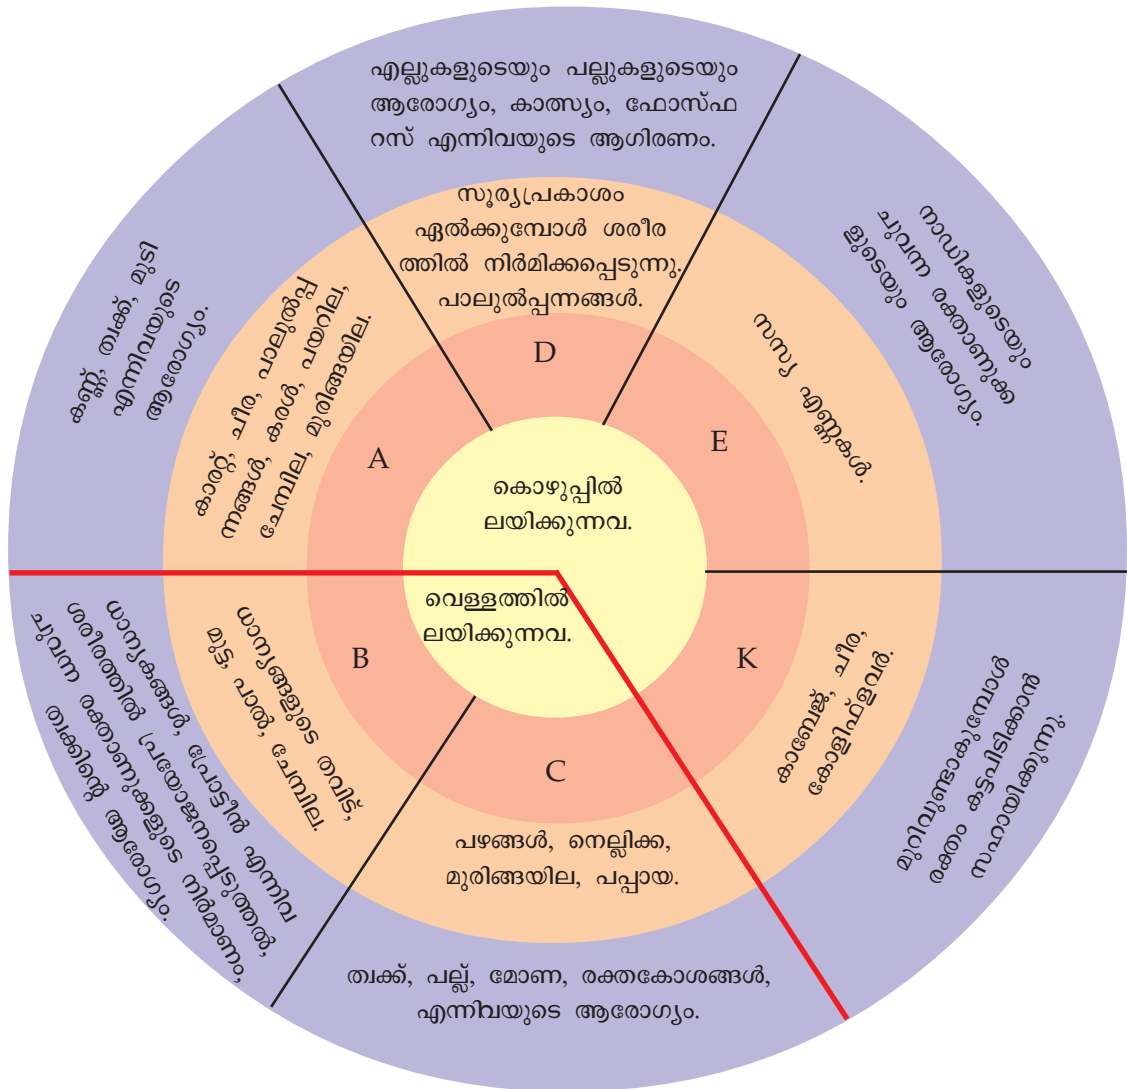 എല്ലുകളുടെയും പല്ലുകളുടെയും
ആരോഗ്യം, കാത്സ്യം, ഫോസ്ഫ
റസ് എന്നിവയുടെ ആഗിരണം.
സൂര്യപ്രകാശം
ഏൽക്കുമ്പോൾ ശരീര
ത്തിൽ നിർമിക്കപ്പെടുന്നു.
പാലുൽപ്പന്നങ്ങൾ.
D
നാഡികളുടെയും
ചുവന്ന രക്താണുക്ക
ളുടെയും ആരോഗ്യം.
സസ്യ എണ്ണകൾ.
E
കണ്ണ്, ത്വക്ക്, മുടി
എന്നിവയുടെ
ആരോഗ്യം.
കാരറ്റ്, ചീര, പാലുൽപ്പ
ന്നങ്ങൾ, കരൾ, പയറില,
ചേമ്പില, മുരിങ്ങയില.
A
കൊഴുപ്പിൽ
ലയിക്കുന്നവ.
വെള്ളത്തിൽ
ലയിക്കുന്നവ.
B
ധാന്യങ്ങളുടെ തവിട്,
മുട്ട, പാൽ, ചേമ്പില.
ധാന്യകങ്ങൾ, പ്രോട്ടീൻ എന്നിവ
ശരീരത്തിൽ പ്രയോജനപ്പെടുത്തൽ,
ചുവന്ന രക്താണുക്കളുടെ നിർമാണം,
ത്വക്കിന്റെ ആരോഗ്യം.
K
കാബേജ്, ചീര,
കോളിഫ്ളവർ.
മുറിവുണ്ടാകുമ്പോൾ
രക്തം കട്ടപിടിക്കാൻ
സഹായിക്കുന്നു.
C
പഴങ്ങൾ, നെല്ലിക്ക,
മുരിങ്ങയില, പപ്പായ.
ത്വക്ക്, പല്ല്, മോണ, രക്തകോശങ്ങൾ,
എന്നിവയുടെ ആരോഗ്യം.